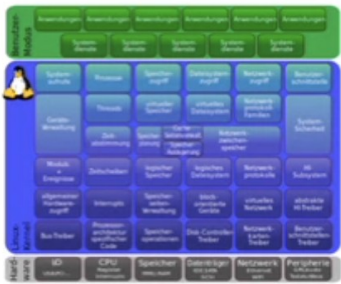 Benutzer-
Modus
Anwendungen Anwendungen Anwendungen Anwendungen Anwendungen Anwendungen
System-
dienste
System-
dienste
System-
dienste
System-
dienste
System-
dienste
Linux-
Kernel
System-
aufrufe
Prozesse
Speicher-
zugriff
Dateisystem-
zugriff
Netzwerk-
zugriff
Benutzer-
schnittstelle
Geräte-
Verwaltung
Threads
virtueller
Speicher
virtuelles
Dateisystem
Netzwerk-
protokoll-
Familien
System-
Sicherheit
Speicher-
Auslagerung
Netzwerk-
zwischen-
speicher
Module
+
Ereignisse
Zeitscheiben
logischer
Speicher
logisches
Dateisystem
Netzwerk-
protokolle
HI
Subsystem
allgemeiner
Hardware-
zugriff
Interrupts
Speicher-
seiten-
Verwaltung
block-
orientierte
Geräte
virtuelles
Netzwerk
abstrakte
HI-Treiber
Bus-Treiber
Prozessor-
architektur
spezifischer
Code
Speicher-
operationen
Disk-Controller-
Treiber
Netzwerk-
karten-
Treiber
Benutzer-
schnittstellen-
Treiber
Hard-
ware
CPU
Speicher
Datenträger
Netzwerk
Peripherie